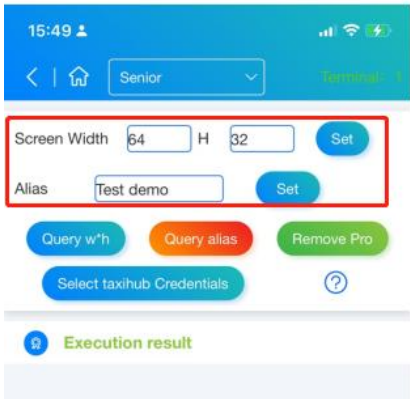 15:49
Senior
Terminal: 1
Screen Width 64 H 32 Set
Alias Test demo Set
Query w*h Query alias Remove Pro
Select taxihub Credentials ?
Execution result